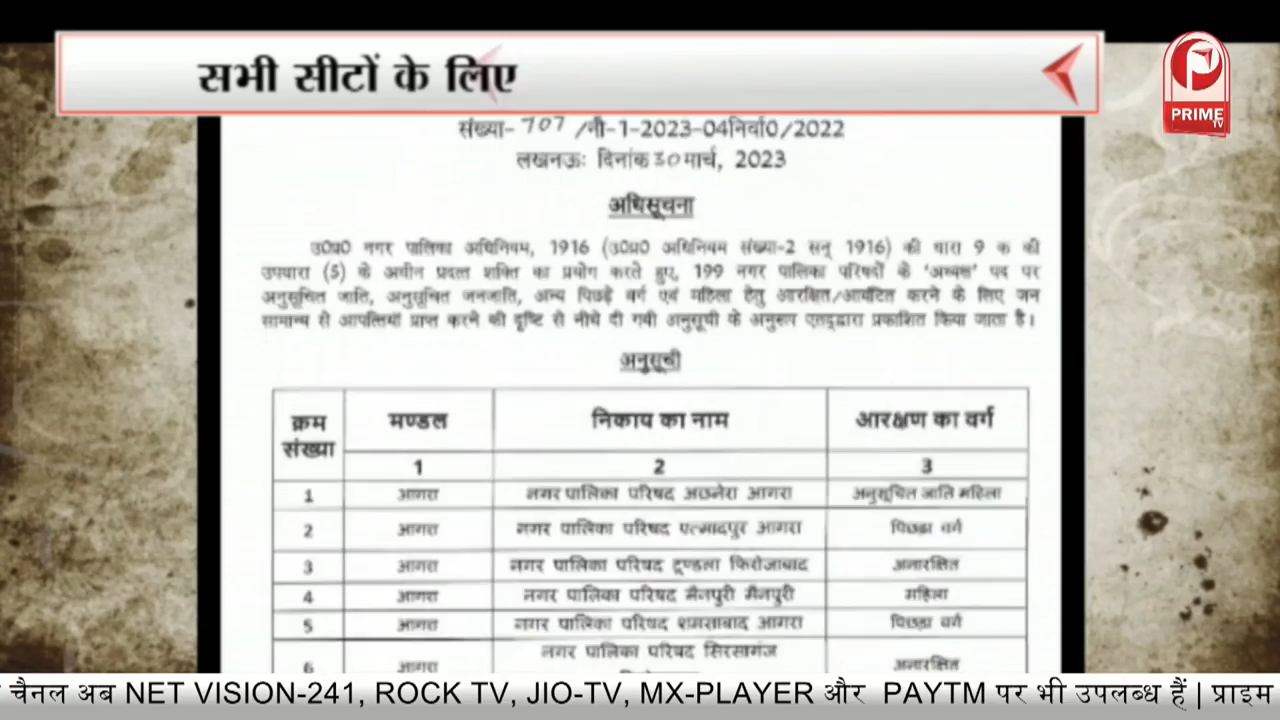 सभी सीटों के लिए
PRIME
TV
संख्या-707/नौ-1-2023-04निर्वा0/2022
लखनऊः दिनांक 30 मार्च, 2023
अधिसूचना
उ0प्र0 नगर पालिका अधिनियम, 1916 (उ0प्र0 अधिनियम संख्या-2 सन् 1916) की धारा 9 क की
उपधारा (5) के अधीन प्रदत्त शक्ति का प्रयोग करते हुए, 199 नगर पालिका परिषदों के 'अध्यक्ष' पद पर
अनुसूचित जाति, अनुसूचित जनजाति, अन्य पिछड़े वर्ग एवं महिला हेतु आरक्षित/आवंटित करने के लिए जन
सामान्य से आपत्तियां प्राप्त करने की दृष्टि से नीचे दी गयी अनुसूची के अनुरूप एतद्द्वारा प्रकाशित किया जाता है।
अनुसूची
क्रम संख्या मण्डल निकाय का नाम आरक्षण का वर्ग
1 2 3
1 आगरा नगर पालिका परिषद अछनेरा आगरा अनुसूचित जाति महिला
2 आगरा नगर पालिका परिषद एत्मादपुर आगरा पिछड़ा वर्ग
3 आगरा नगर पालिका परिषद टूण्डला फिरोजाबाद अनारक्षित
4 आगरा नगर पालिका परिषद मैनपुरी मैनपुरी महिला
5 आगरा नगर पालिका परिषद शमसाबाद आगरा पिछड़ा वर्ग
6 आगरा नगर पालिका परिषद सिरसागंज अनारक्षित
चैनल अब NET VISION-241, ROCK TV, JIO-TV, MX-PLAYER और PAYTM पर भी उपलब्ध हैं | प्राइम